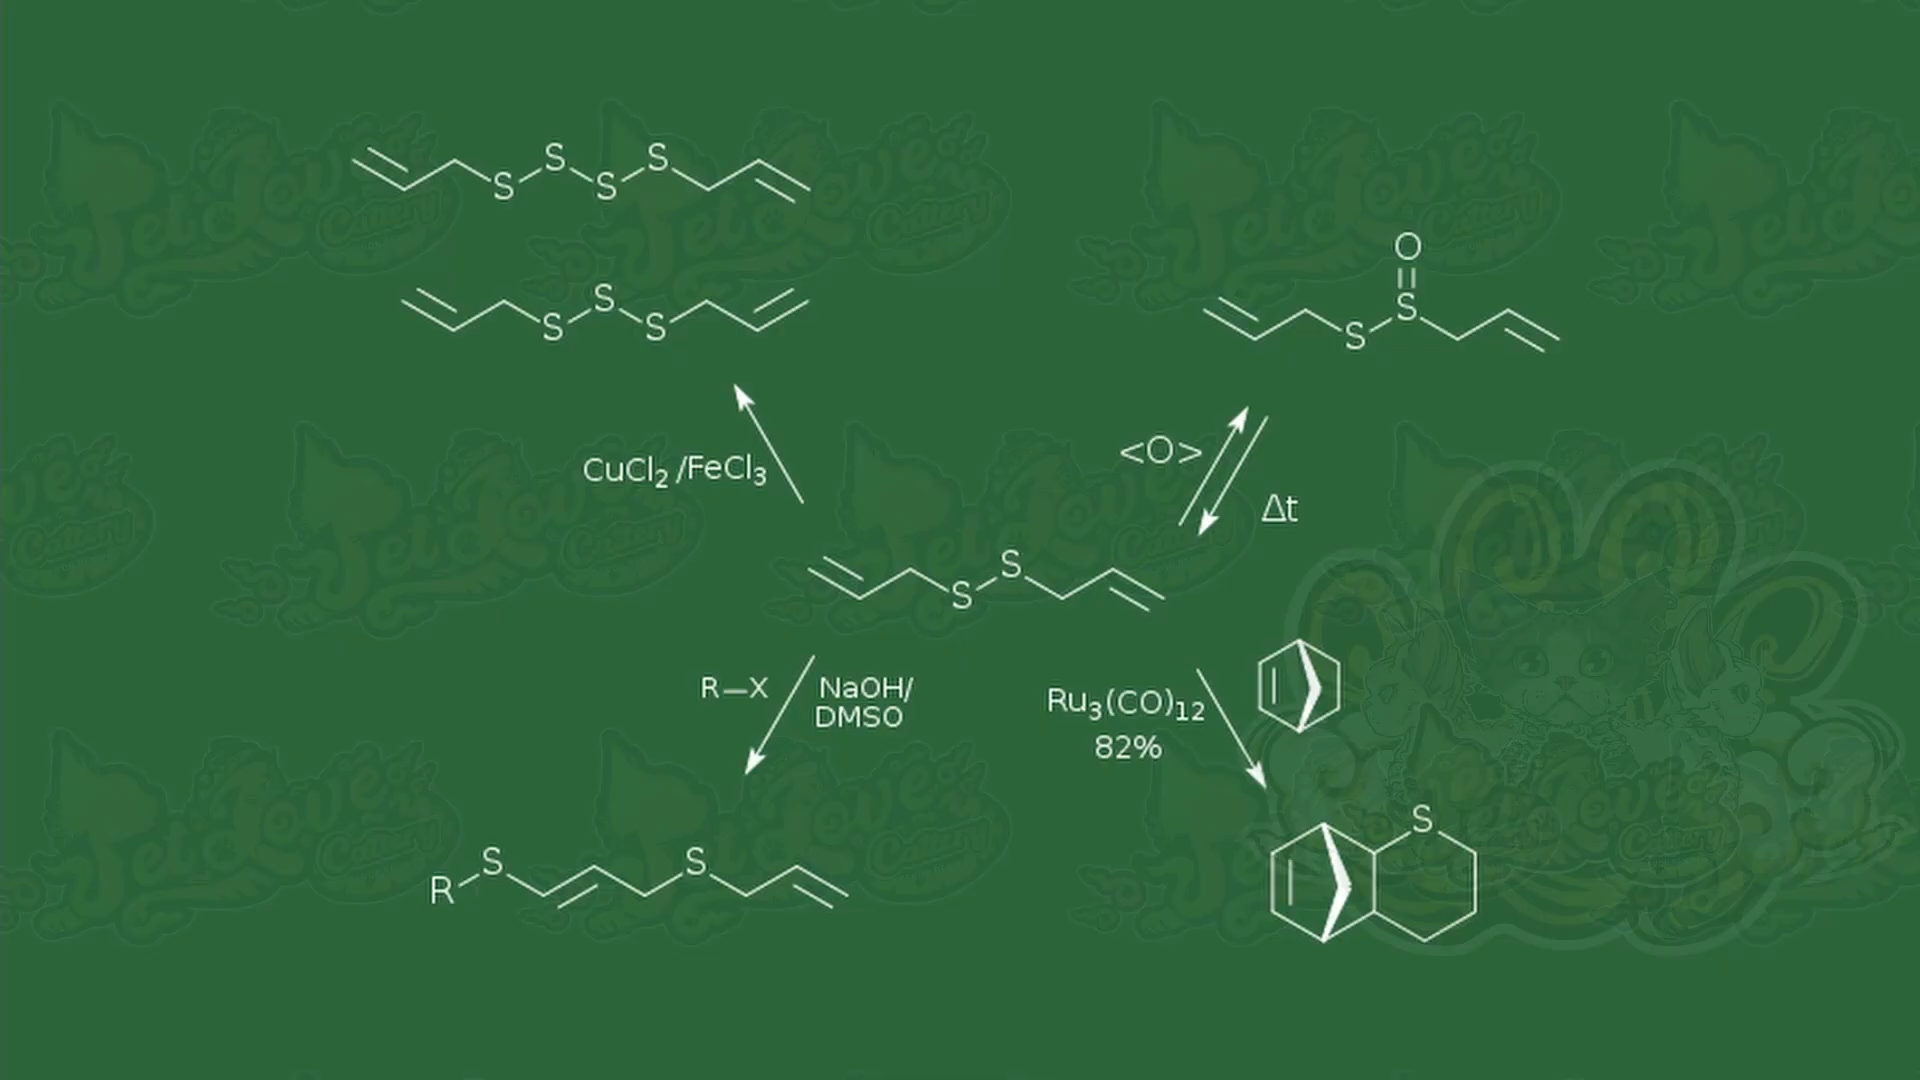 S S S S
S S S
O
S S
CuCl2/FeCl3
<O>
Δt
S S
R—X
NaOH/
DMSO
Ru3(CO)12
82%
R S S
S